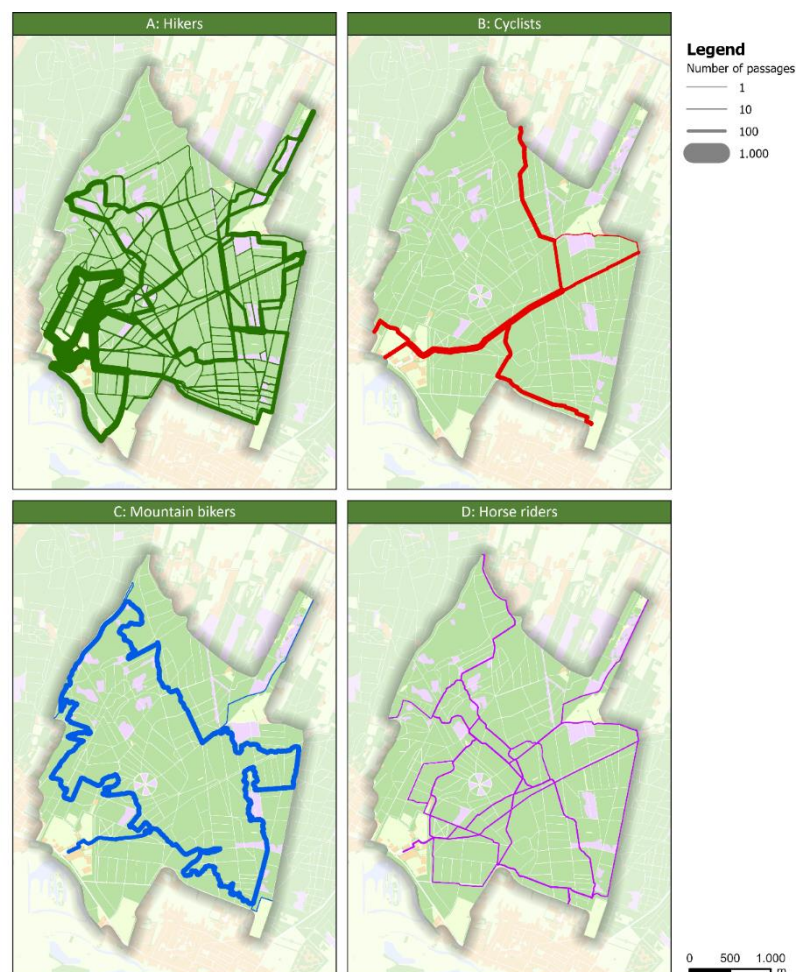 A: Hikers
B: Cyclists
Legend
Number of passages
1
10
100
1.000
C: Mountain bikers
D: Horse riders
0 500 1.000
m